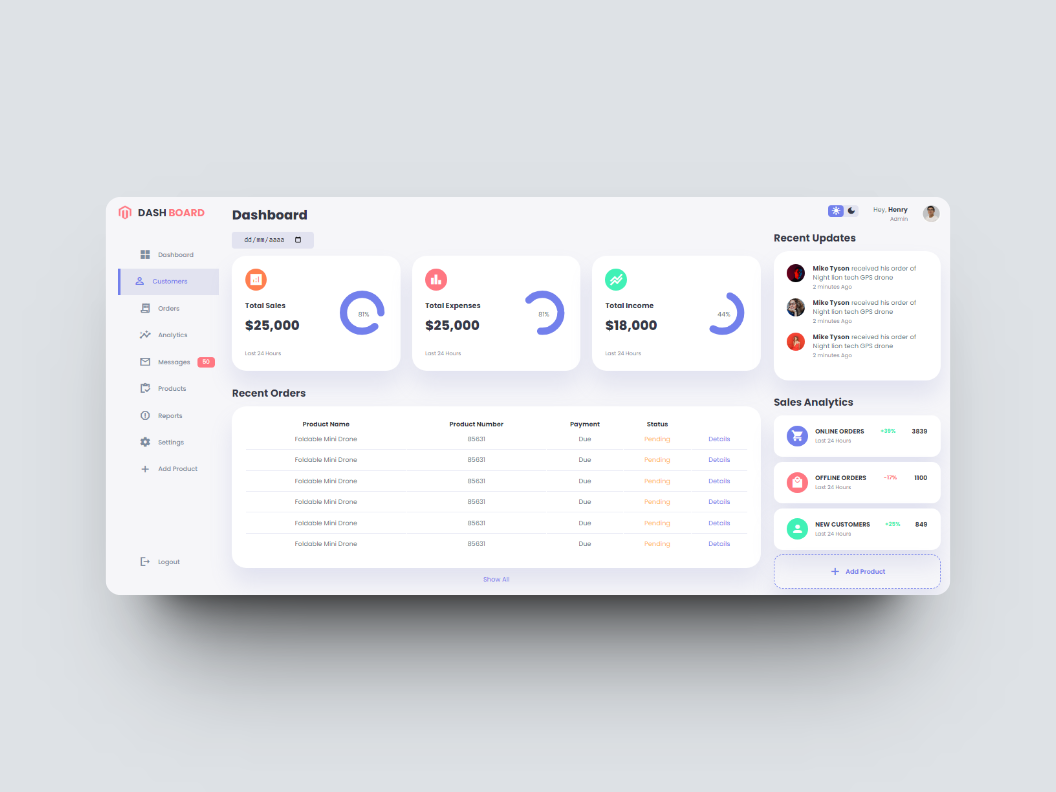 DASH BOARD
Dashboard
Customers
Orders
Analytics
Messages 50
Products
Reports
Settings
Add Product
Logout
Dashboard
dd/mm/aaaa
Total Sales
$25,000
81%
Last 24 Hours
Total Expenses
$25,000
81%
Last 24 Hours
Total Income
$18,000
44%
Last 24 Hours
Recent Orders
Product Name Product Number Payment Status
Foldable Mini Drone 85631 Due Pending Details
Foldable Mini Drone 85631 Due Pending Details
Foldable Mini Drone 85631 Due Pending Details
Foldable Mini Drone 85631 Due Pending Details
Foldable Mini Drone 85631 Due Pending Details
Foldable Mini Drone 85631 Due Pending Details
Show All
Hey, Henry
Admin
Recent Updates
Mike Tyson received his order of
Night lion tech GPS drone
2 minutes Ago
Mike Tyson received his order of
Night lion tech GPS drone
2 minutes Ago
Mike Tyson received his order of
Night lion tech GPS drone
2 minutes Ago
Sales Analytics
ONLINE ORDERS 3839
Last 24 Hours
OFFLINE ORDERS -17% 1100
Last 24 Hours
NEW CUSTOMERS +25% 849
Last 24 Hours
Add Product